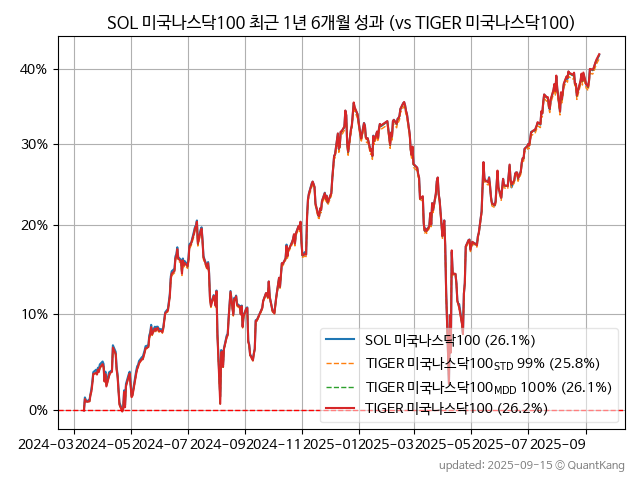 SOL 미국나스닥100 최근 1년 6개월 성과 (vs TIGER 미국나스닥100)
40%
30%
20%
10%
0%
SOL 미국나스닥100 (26.1%)
TIGER 미국나스닥100STD 99% (25.8%)
TIGER 미국나스닥100MDD 100% (26.1%)
TIGER 미국나스닥100 (26.2%)
2024-03 2024-05 2024-07 2024-09 2024-11 2025-01 2025-03 2025-05 2025-07 2025-09
updated: 2025-09-15 © QuantKang